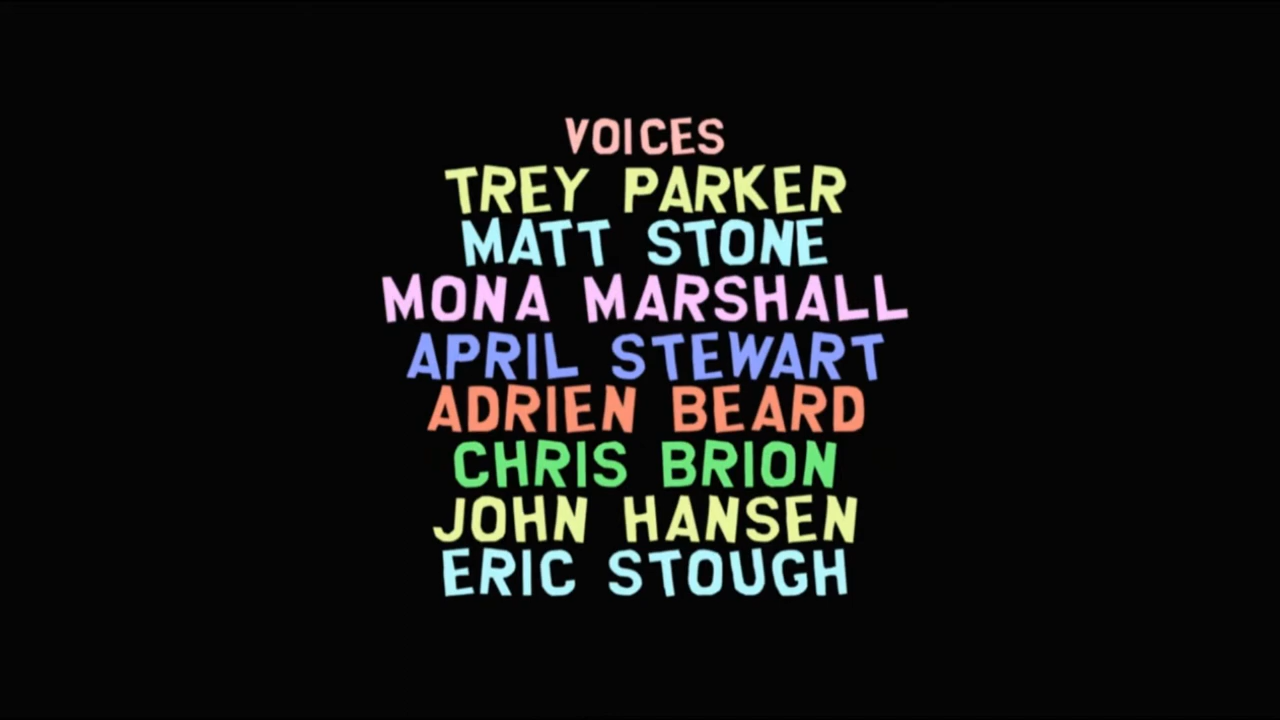 VOICES
TREY PARKER
MATT STONE
MONA MARSHALL
APRIL STEWART
ADRIEN BEARD
CHRIS BRION
JOHN HANSEN
ERIC STOUGH